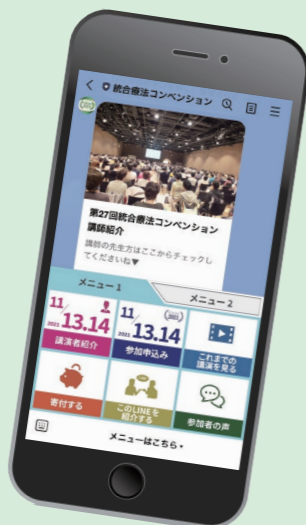 統合療法コンベンション
第27回統合療法コンベンション
講師紹介
講師の先生方はここからチェックし
てくださいね▼
メニュー 1
メニュー 2
11
2021 13.14
講演者紹介
11
2021 13.14
参加申込み
これまでの
講演を見る
寄付する
このLINEを
紹介する
参加者の声
メニューはこちら